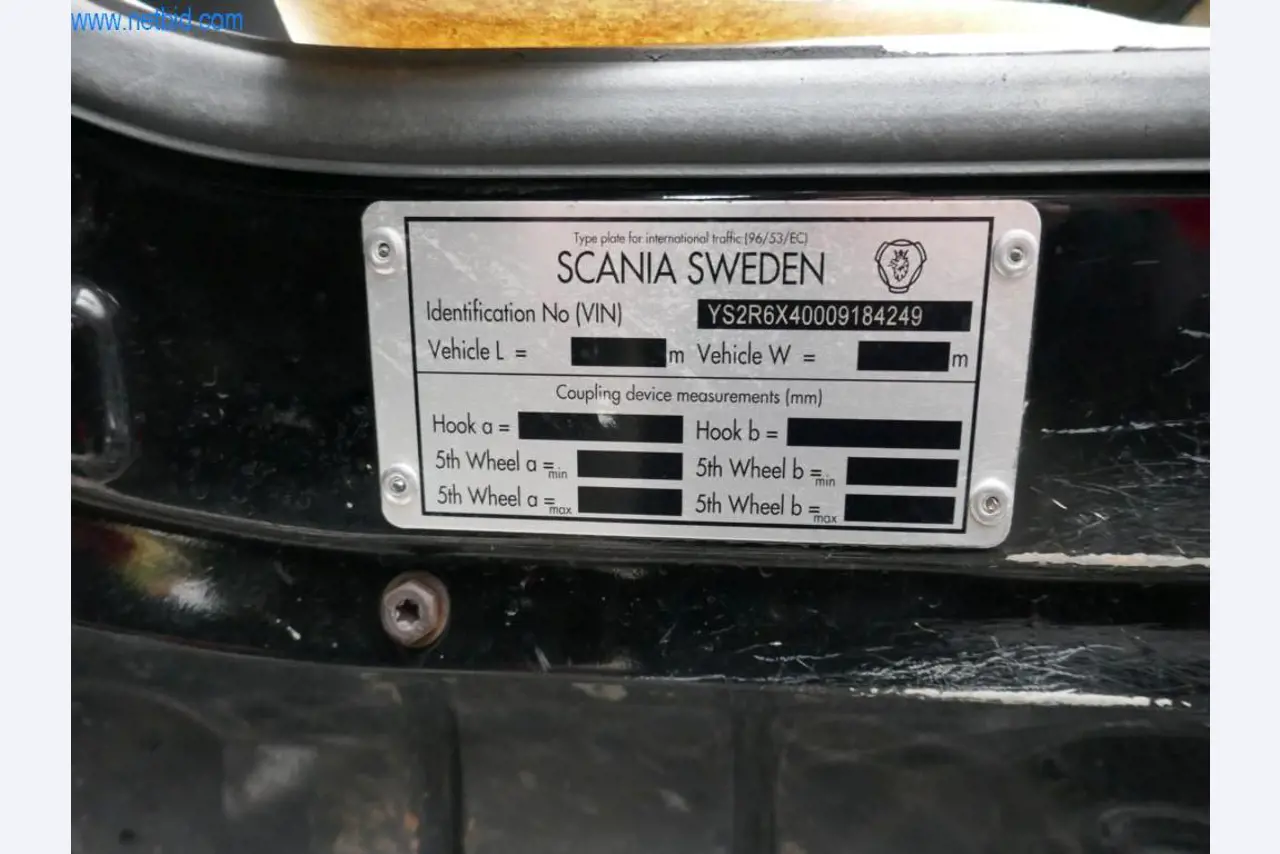 www.netbid.com
Type plate for international traffic (96/53/EC)
SCANIA SWEDEN
Identification No (VIN) YS2R6X40009184249
Vehicle L = m Vehicle W = m
Coupling device measurements (mm)
Hook a = Hook b =
5th Wheel a =min 5th Wheel b =min
5th Wheel a =max 5th Wheel b =max